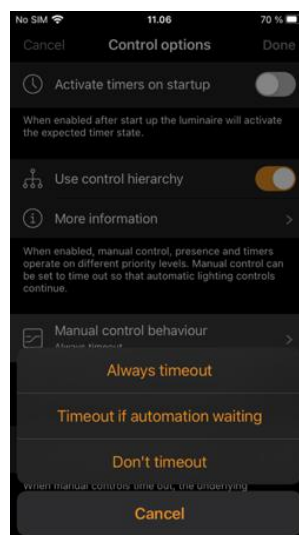 No SIM 11.06 70 %
Cancel Control options Done
Activate timers on startup
When enabled after start up the luminaire will activate
the expected timer state.
Use control hierarchy
More information
When enabled, manual control, presence and timers
operate on different priority levels. Manual control can
be set to time out so that automatic lighting controls
continue.
Manual control behaviour
Always timeout
Always timeout
Timeout if automation waiting
Don't timeout
When manual controls time out, the underlying
Cancel